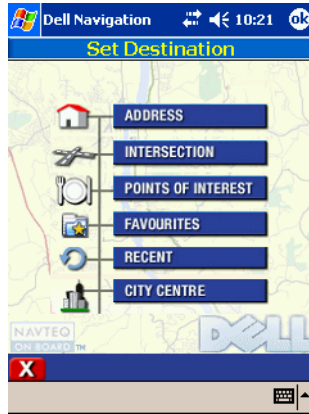 Dell Navigation 10:21 ok
Set Destination
ADDRESS
INTERSECTION
POINTS OF INTEREST
FAVOURITES
RECENT
CITY CENTRE
NAVTEQ
ON BOARD TM
DELL
X